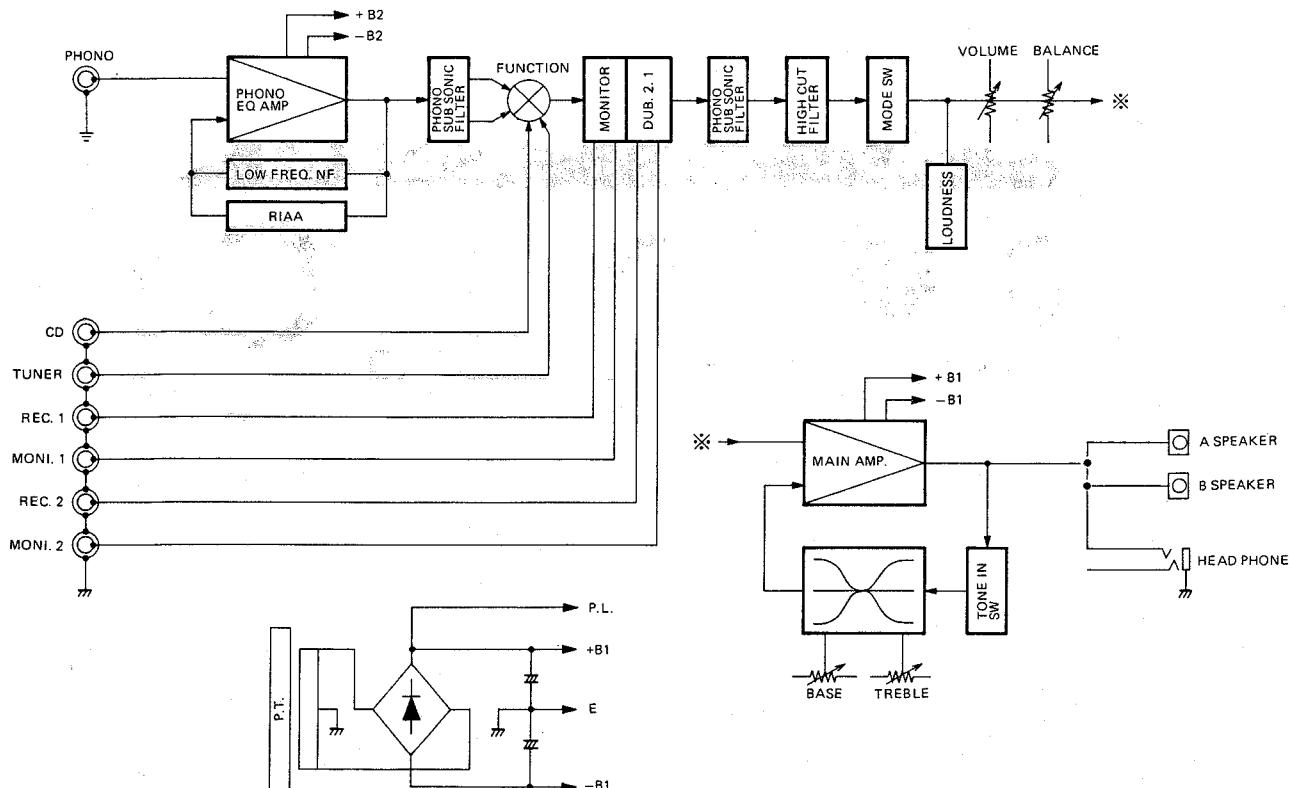 +B2
−B2
PHONO
PHONO
EQ AMP
LOW FREQ. NF
RIAA
PHONO
SUB SONIC
FILTER
FUNCTION
MONITOR
DUB. 2. 1
PHONO
SUB SONIC
FILTER
HIGH CUT
FILTER
MODE SW
LOUDNESS
VOLUME
BALANCE
※
CD
TUNER
REC. 1
MONI. 1
REC. 2
MONI. 2
※
+B1
−B1
MAIN AMP.
TONE IN
SW
BASE
TREBLE
A SPEAKER
B SPEAKER
HEAD PHONE
P.T.
P.L.
+B1
E
−B1